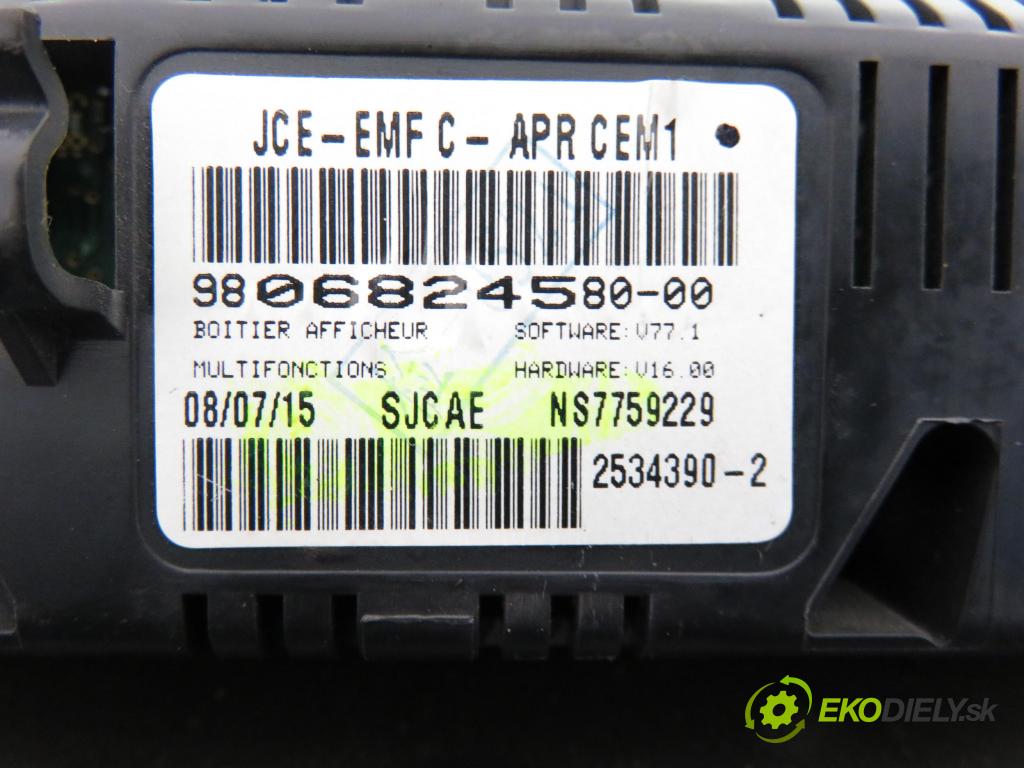 JCE-EMF C- APR CEM1
9806824580-00
BOITIER AFFICHEUR SOFTWARE:V77.1
MULTIFONCTIONS HARDWARE:V16.00
08/07/15 SJCAE NS7759229
2534390-2
EKODIELY.sk